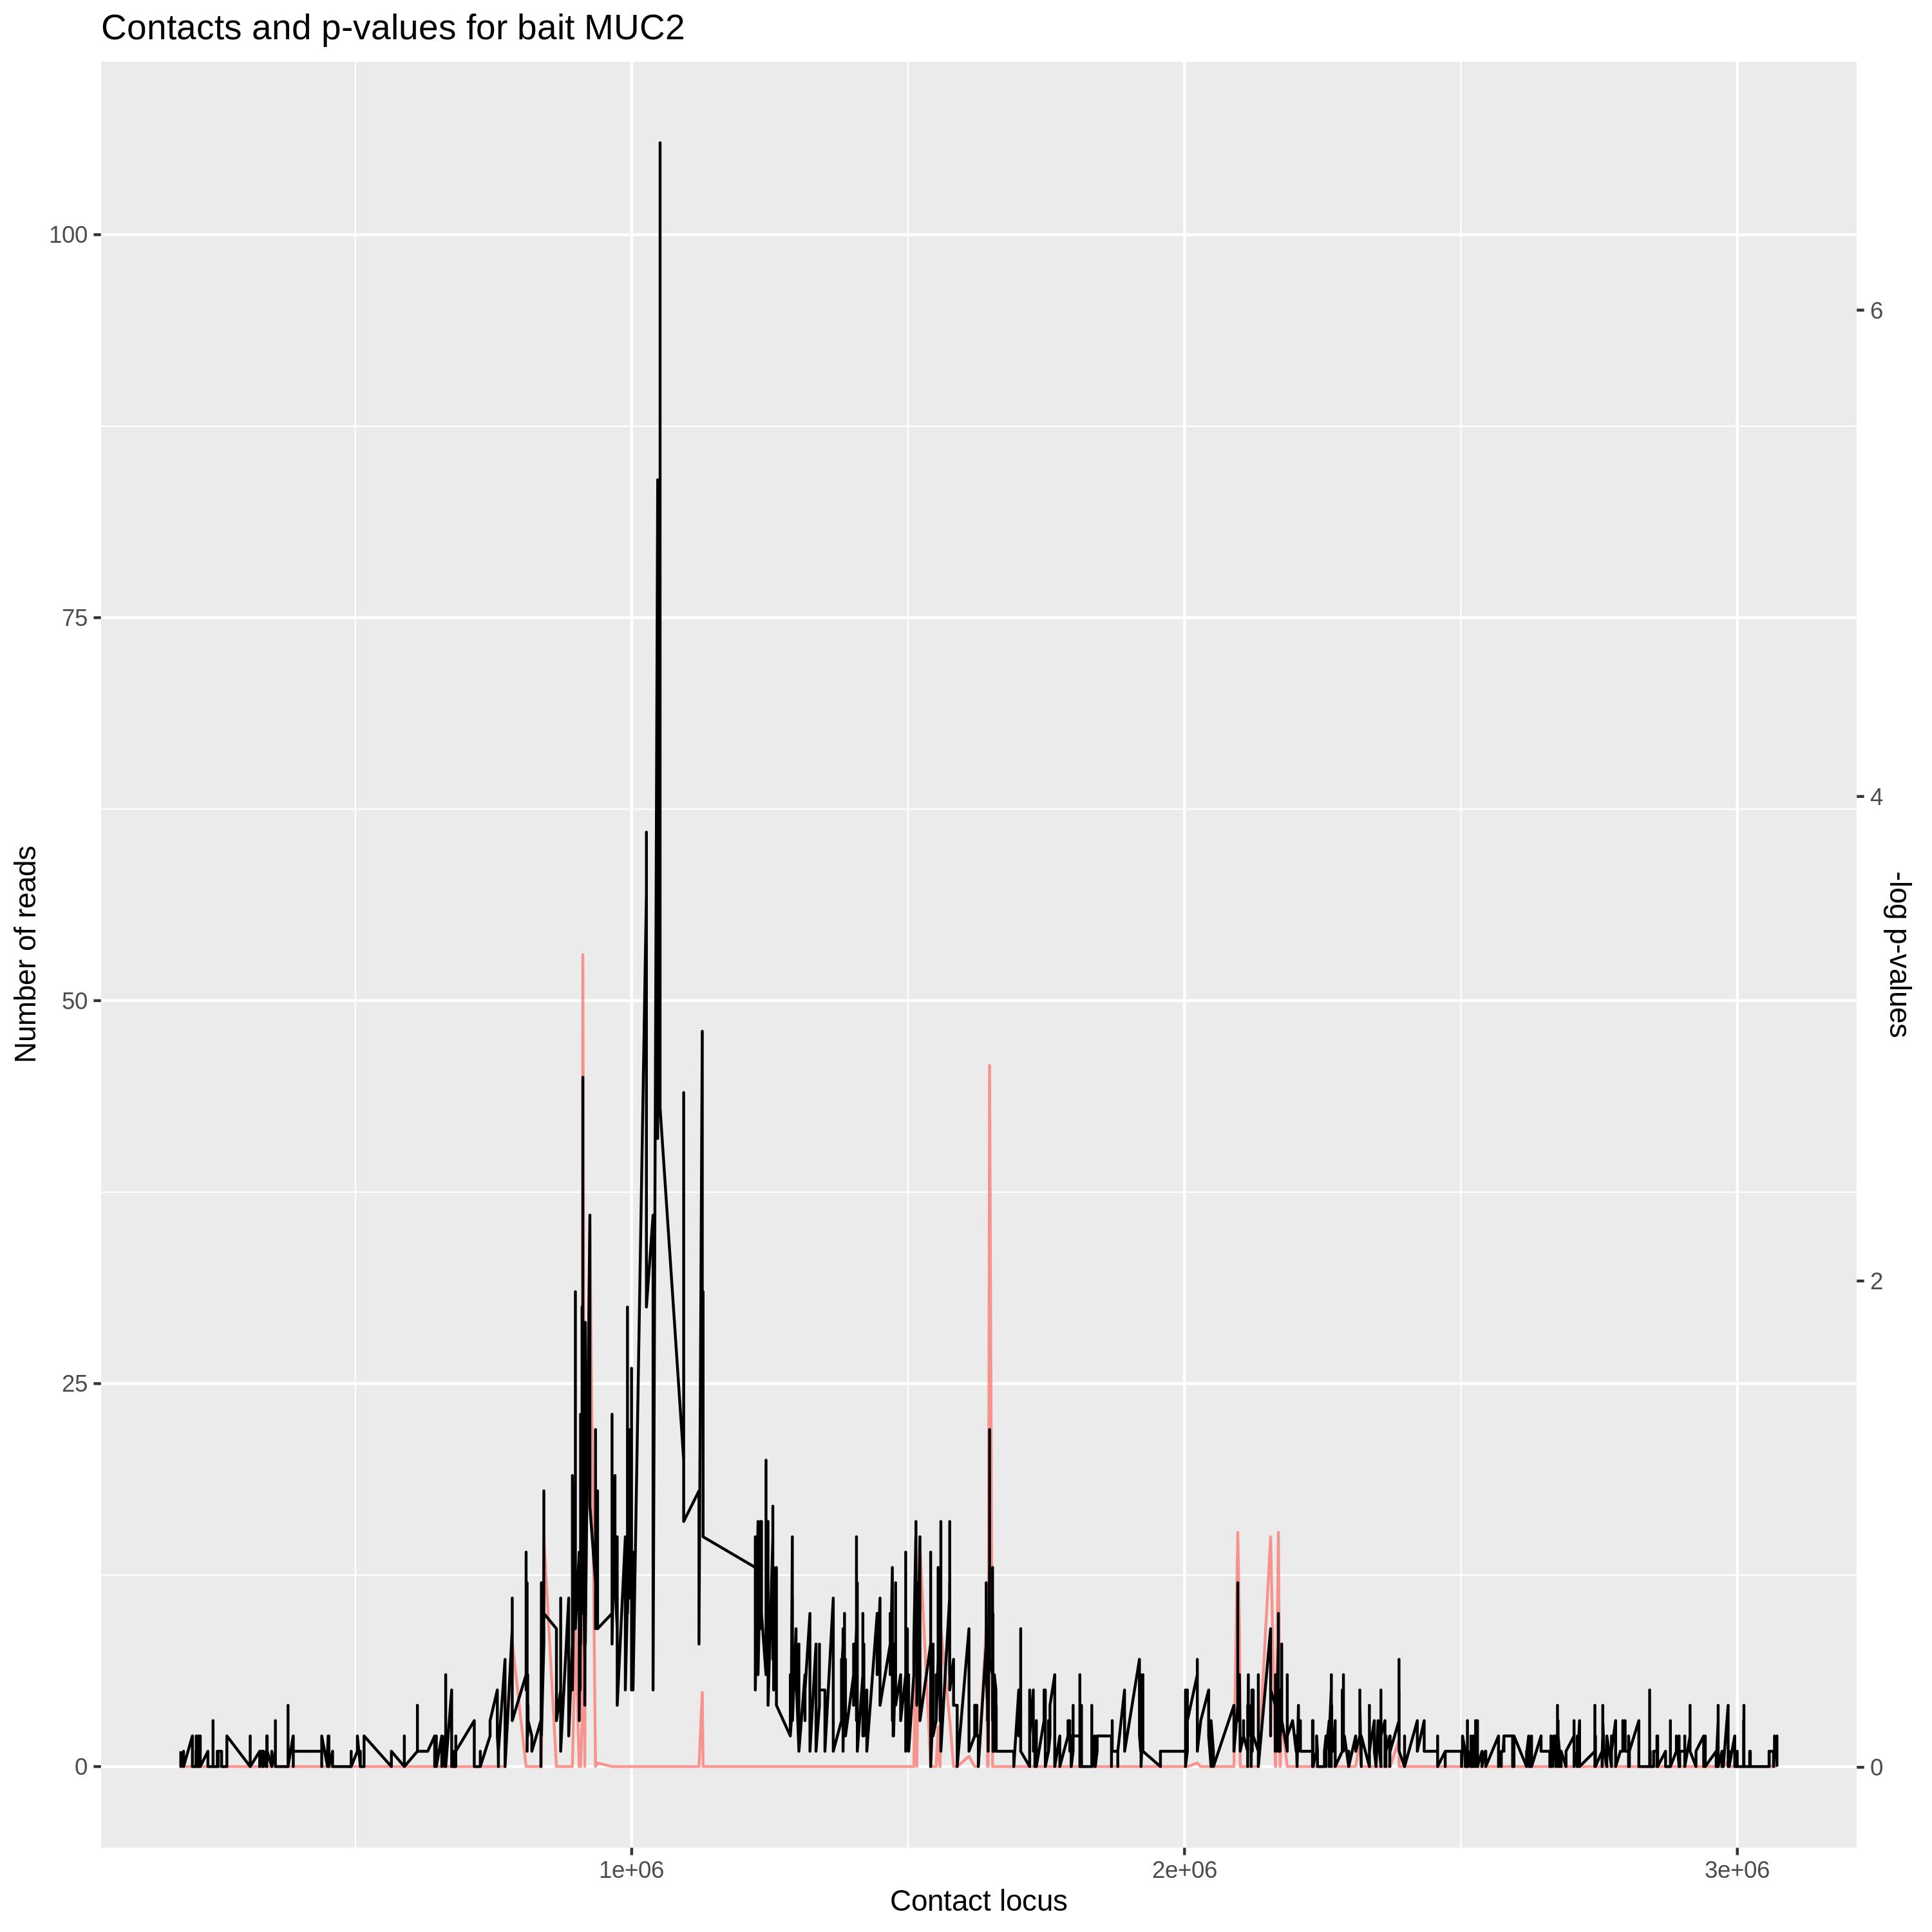 Contacts and p-values for bait MUC2
Number of reads
100
75
50
25
0
6
4
2
0
-log p-values
1e+06
2e+06
3e+06
Contact locus